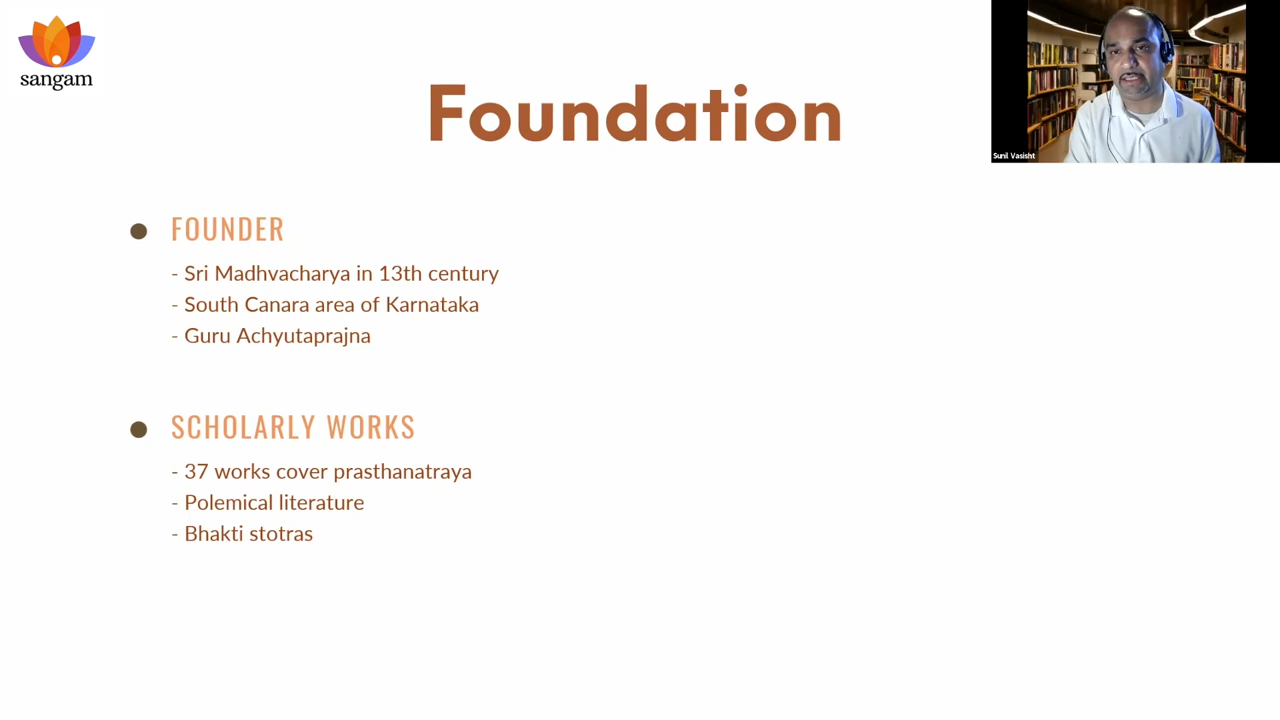 sangam
Foundation
Sunil Vasisht
FOUNDER
- Sri Madhvacharya in 13th century
- South Canara area of Karnataka
- Guru Achyutaprajna
SCHOLARLY WORKS
- 37 works cover prasthanatraya
- Polemical literature
- Bhakti stotras